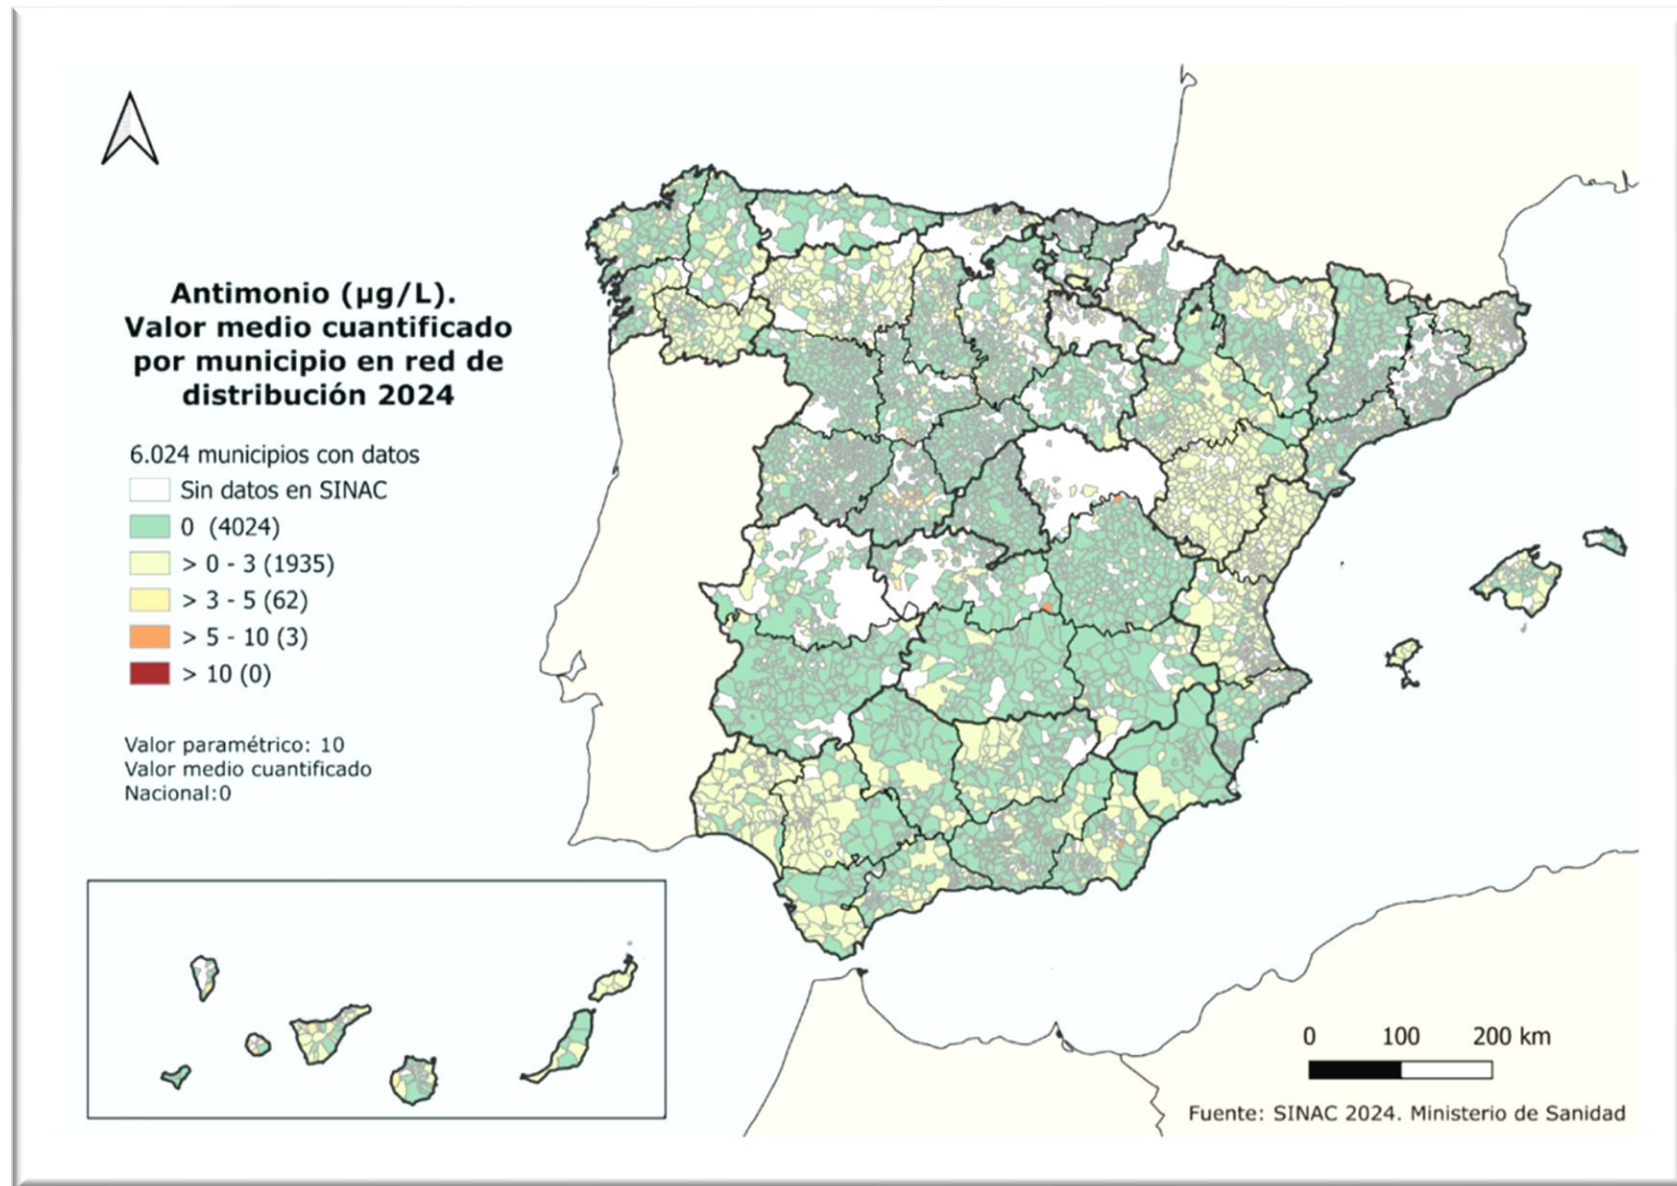 Antimonio (µg/L).
Valor medio cuantificado
por municipio en red de
distribución 2024
6.024 municipios con datos
Sin datos en SINAC
0 (4024)
> 0 - 3 (1935)
> 3 - 5 (62)
> 5 - 10 (3)
> 10 (0)
Valor paramétrico: 10
Valor medio cuantificado
Nacional:0
0 100 200 km
Fuente: SINAC 2024. Ministerio de Sanidad